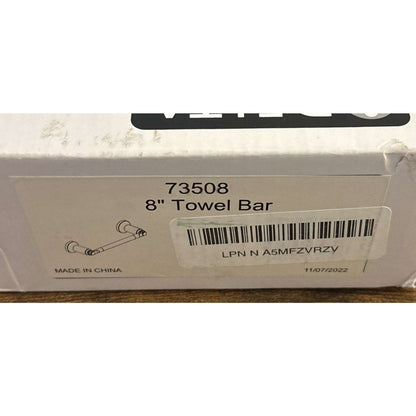 73508
8" Towel Bar
LPN N A5MFZVRZV
MADE IN CHINA
11/07/2022